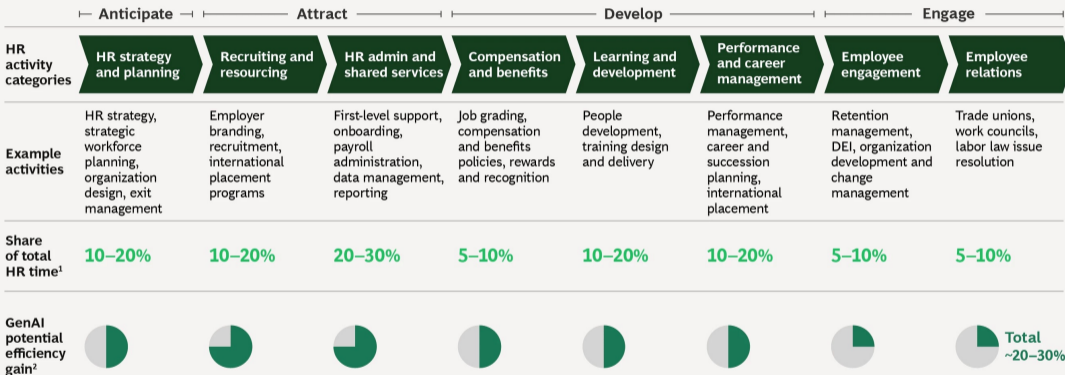 Anticipate
Attract
Develop
Engage
HR
activity
categories
HR strategy
and planning
Recruiting and
resourcing
HR admin and
shared services
Compensation
and benefits
Learning and
development
Performance
and career
management
Employee
engagement
Employee
relations
Example
activities
HR strategy,
strategic
workforce
planning,
organization
design, exit
management
Employer
branding,
recruitment,
international
placement
programs
First-level support,
onboarding,
payroll
administration,
data management,
reporting
Job grading,
compensation
and benefits
policies, rewards
and recognition
People
development,
training design
and delivery
Performance
management,
career and
succession
planning,
international
placement
Retention
management,
DEI, organization
development and
change
management
Trade unions,
work councils,
labor law issue
resolution
Share
of total
HR time¹
10–20%
10–20%
20–30%
5–10%
10–20%
10–20%
5–10%
5–10%
GenAI
potential
efficiency
gain²
Total
~20–30%